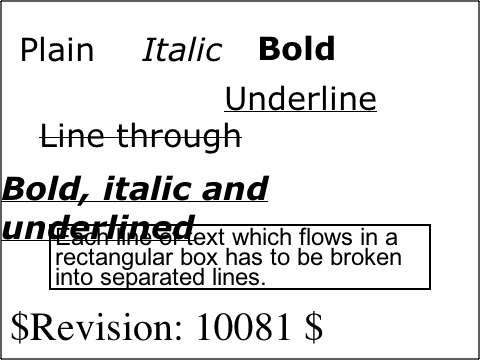 Plain Italic Bold
Underline
Line through
Bold, italic and
underlined
Each line of text which flows in a
rectangular box has to be broken
into separated lines.
$Revision: 10081 $